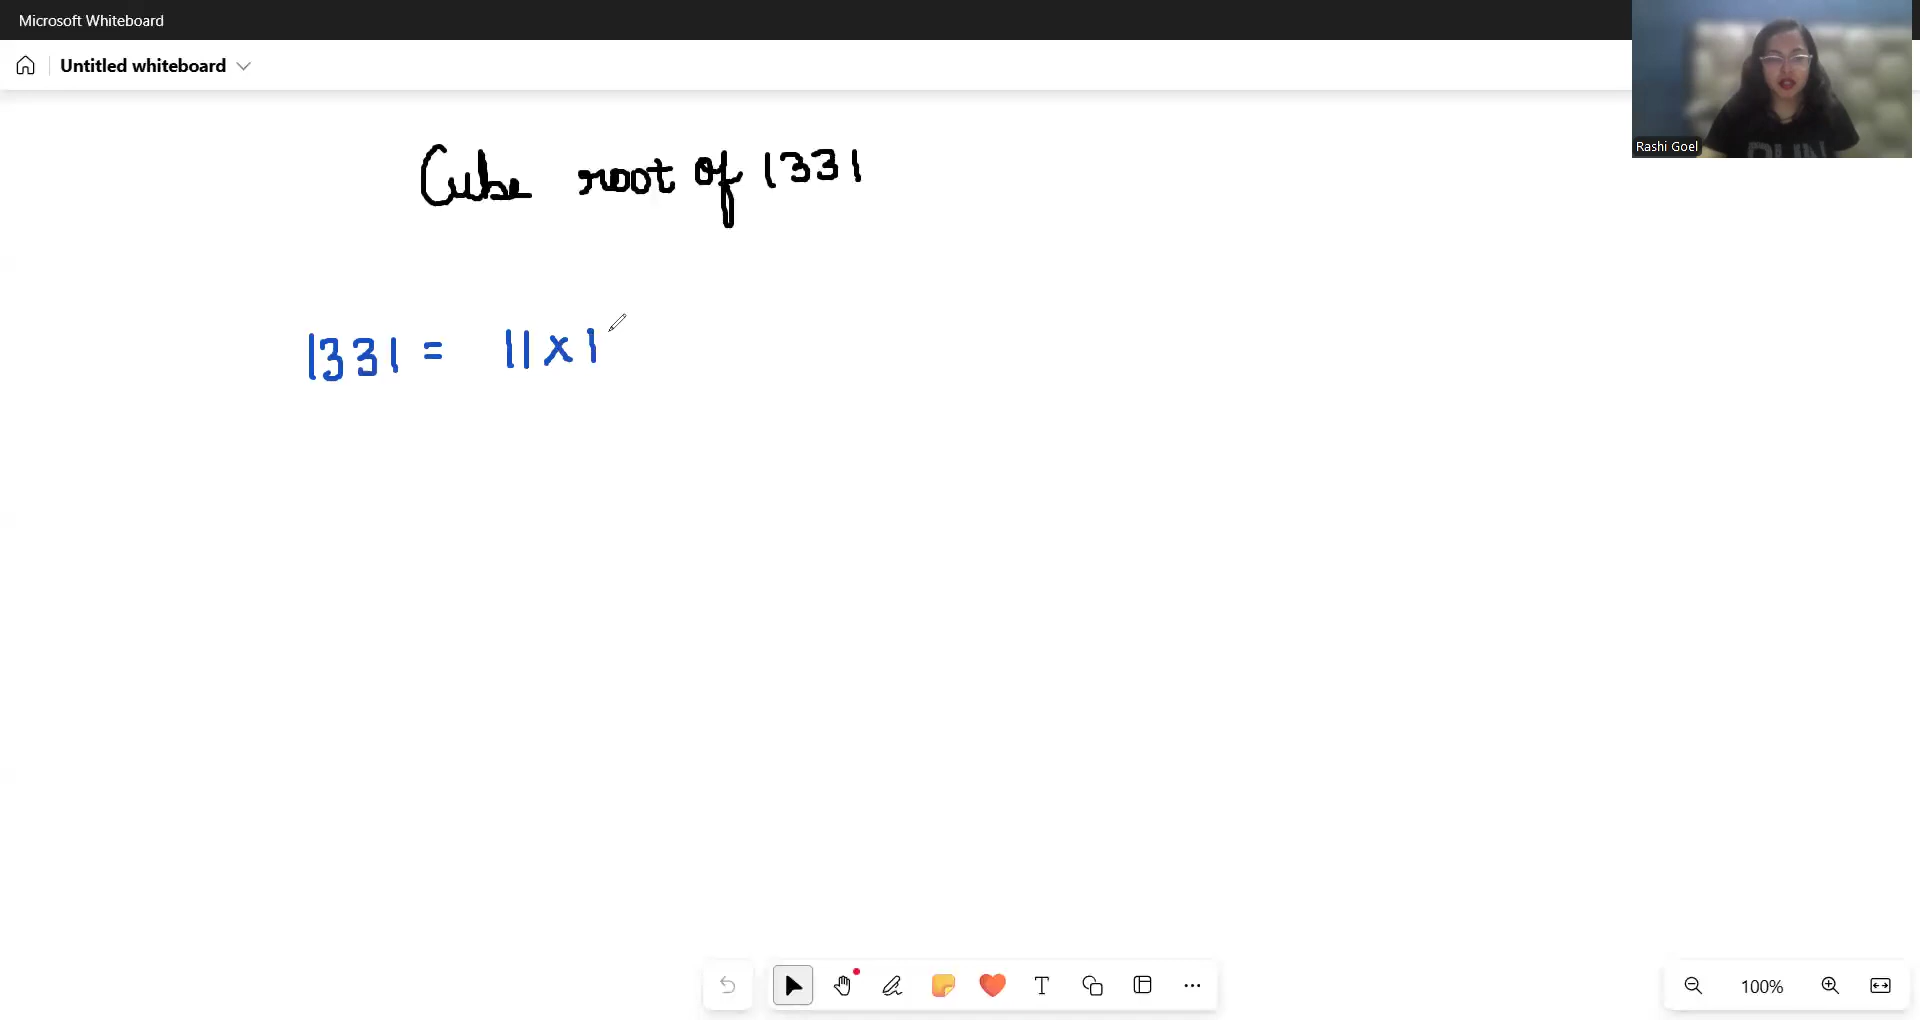 Microsoft Whiteboard
Untitled whiteboard
Rashi Goel
Cube root of 1331
1331 = 11 x 1
100%